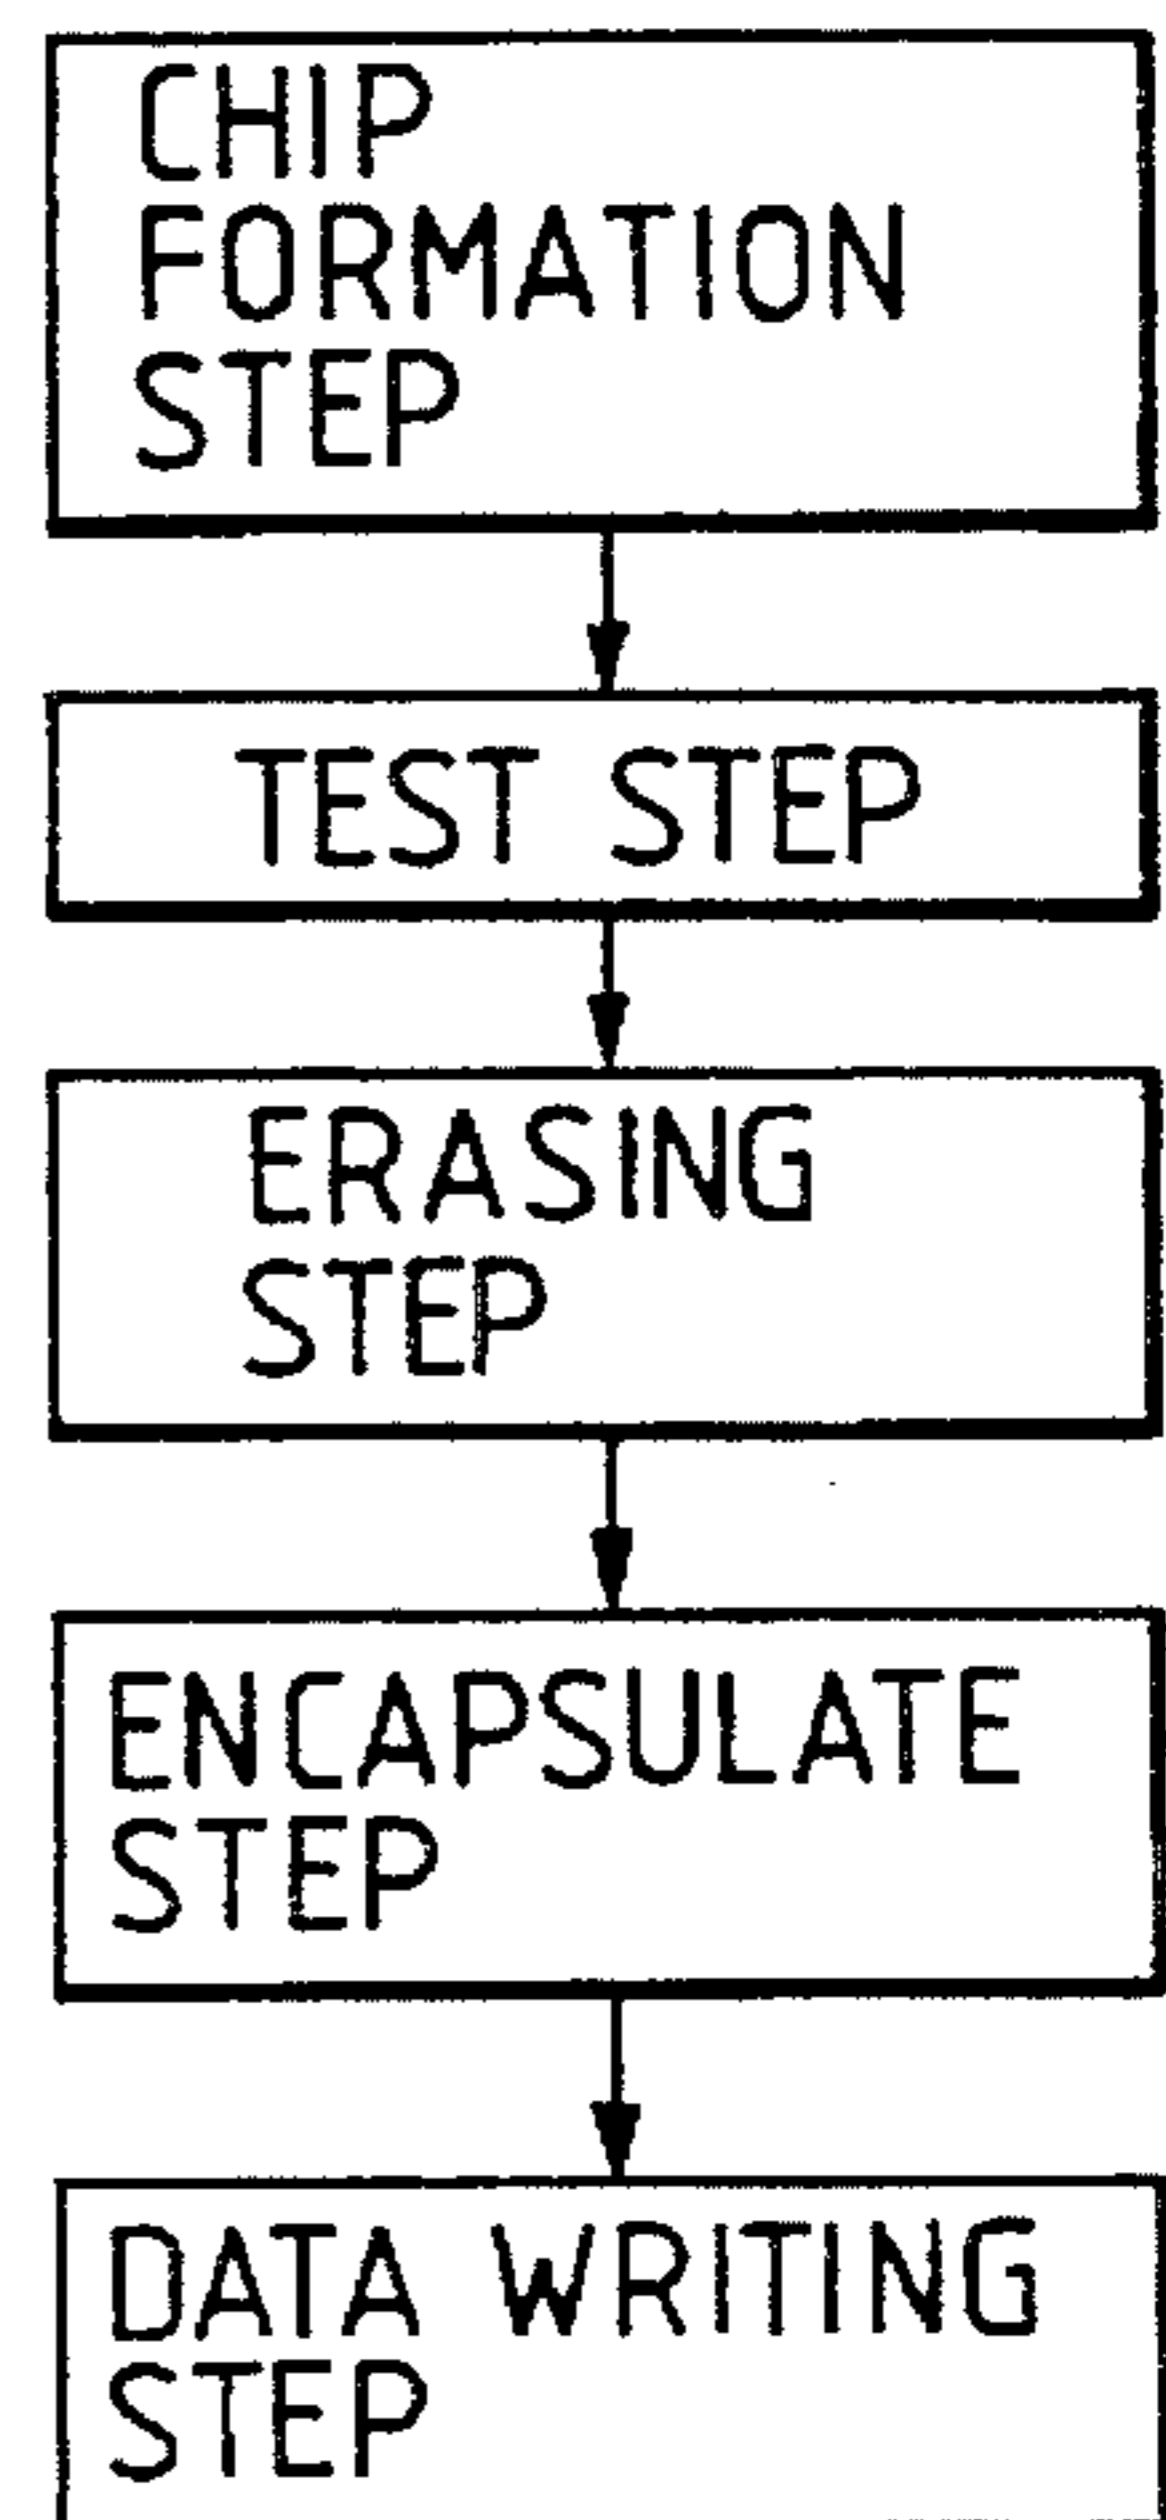 CHIP
FORMATION
STEP
TEST STEP
ERASING
STEP
ENCAPSULATE
STEP
DATA WRITING
STEP